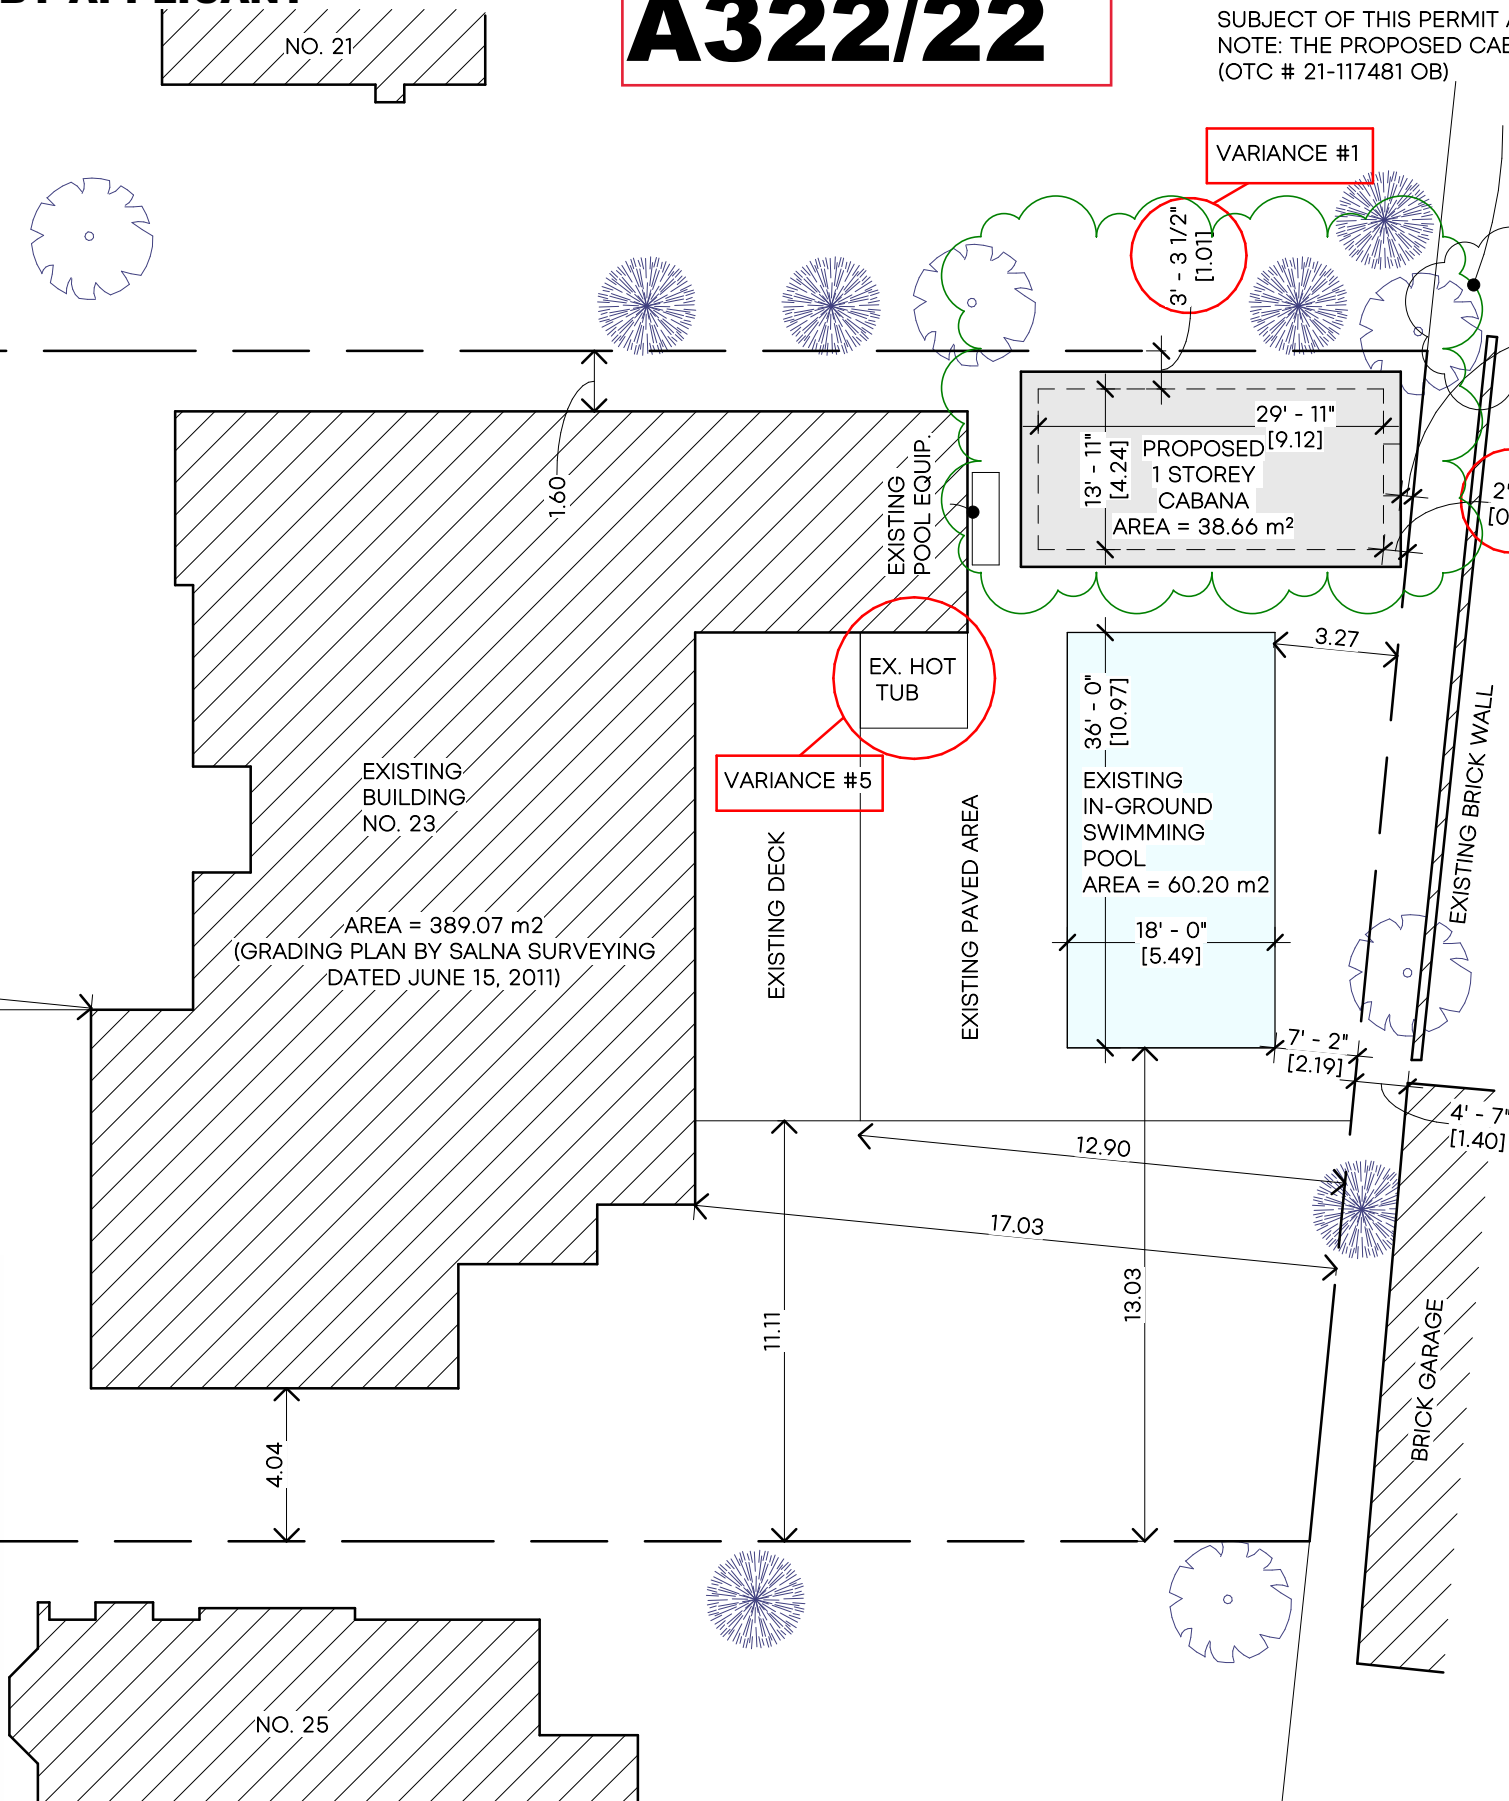 BY APPLICANT
A322/22
SUBJECT OF THIS PERMIT
NOTE: THE PROPOSED
(OTC # 21-117481 OB)
NO. 21
VARIANCE #1
3' - 3 1/2"
[1.01]
1.60
EXISTING
POOL EQUIP.
29' - 11"
[9.12]
13' - 11"
[4.24]
PROPOSED
1 STOREY
CABANA
AREA = 38.66 m²
EX. HOT
TUB
VARIANCE #5
3.27
36' - 0"
[10.97]
EXISTING
IN-GROUND
SWIMMING
POOL
AREA = 60.20 m2
18' - 0"
[5.49]
EXISTING BRICK WALL
EXISTING
BUILDING
NO. 23
AREA = 389.07 m2
(GRADING PLAN BY SALNA SURVEYING
DATED JUNE 15, 2011)
EXISTING DECK
EXISTING PAVED AREA
7' - 2"
[2.19]
4' - 7"
[1.40]
12.90
17.03
11.11
13.03
BRICK GARAGE
4.04
NO. 25